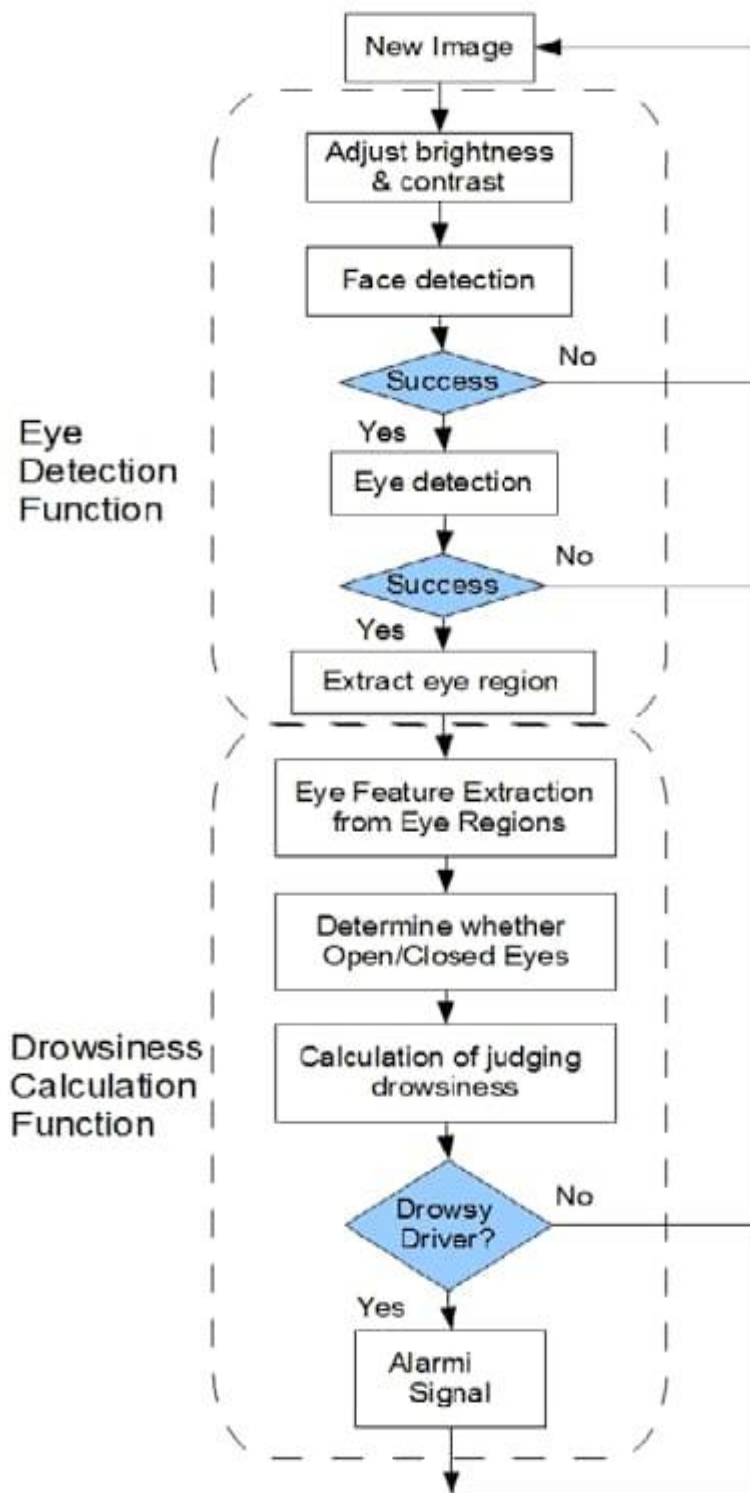 New Image
Adjust brightness
& contrast
Face detection
Success
No
Yes
Eye
Detection
Function
Eye detection
Success
No
Yes
Extract eye region
Eye Feature Extraction
from Eye Regions
Determine whether
Open/Closed Eyes
Drowsiness
Calculation
Function
Calculation of judging
drowsiness
Drowsy
Driver?
No
Yes
Alarmi
Signal